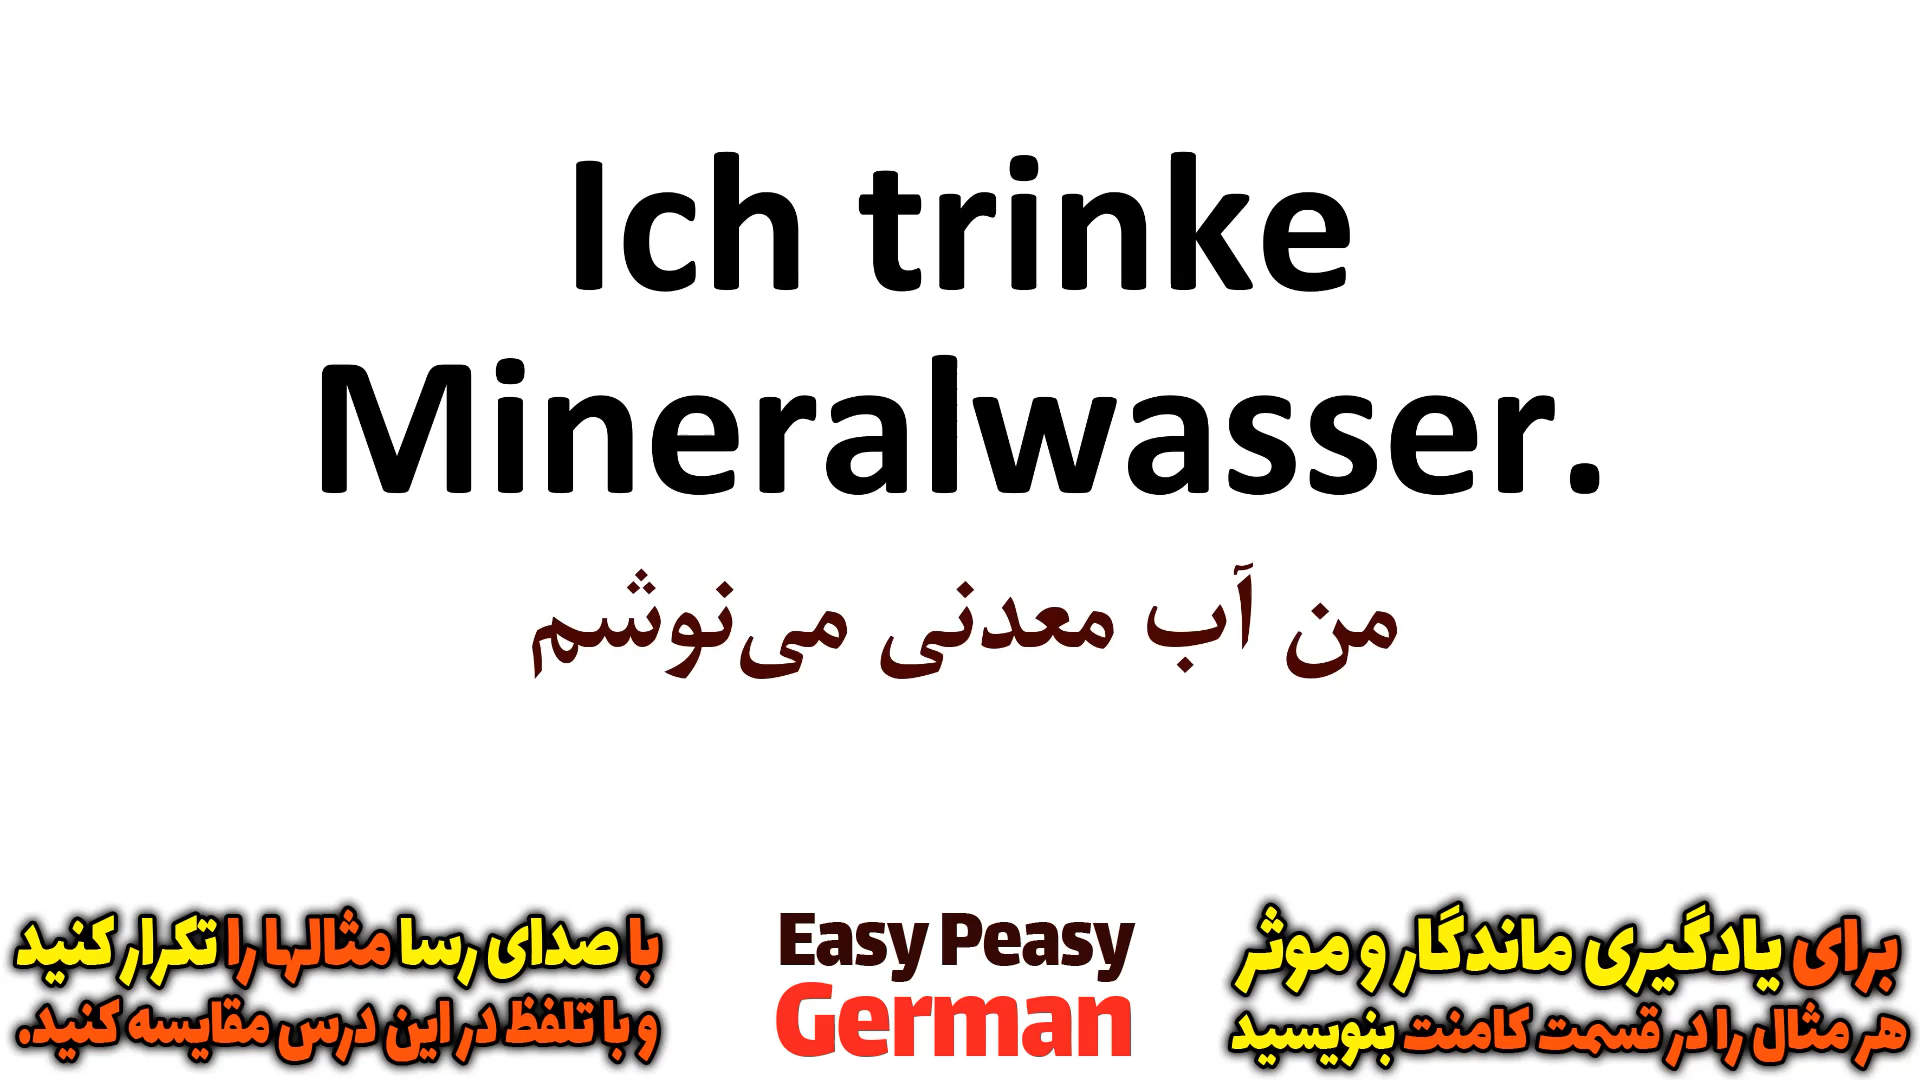 Ich trinke
Mineralwasser.
من آب معدنی می‌نوشم
برای یادگیری ماندگار و موثر
هر مثال را در قسمت کامنت بنویسید
Easy Peasy
German
با صدای رسا مثالها را تکرار کنید
و با تلفظ در این درس مقایسه کنید.